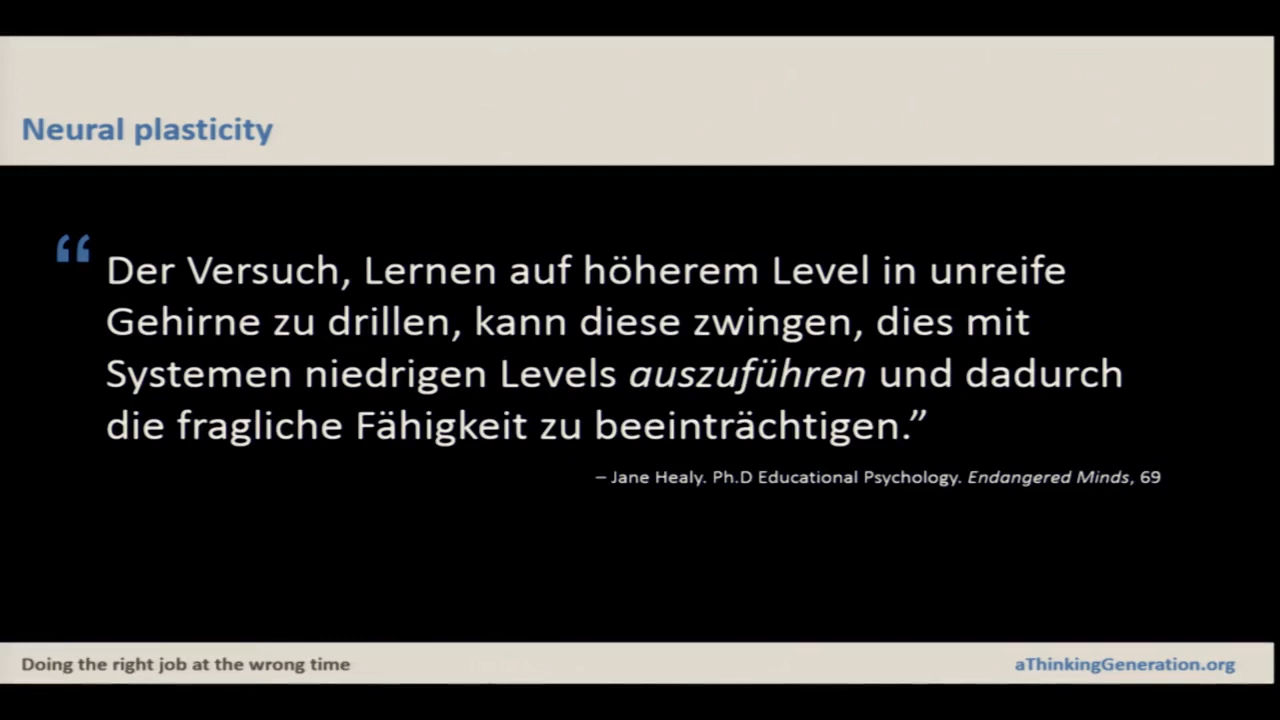 Neural plasticity
“ Der Versuch, Lernen auf höherem Level in unreife
Gehirne zu drillen, kann diese zwingen, dies mit
Systemen niedrigen Levels auszuführen und dadurch
die fragliche Fähigkeit zu beeinträchtigen.”
– Jane Healy. Ph.D Educational Psychology. Endangered Minds, 69
Doing the right job at the wrong time
aThinkingGeneration.org